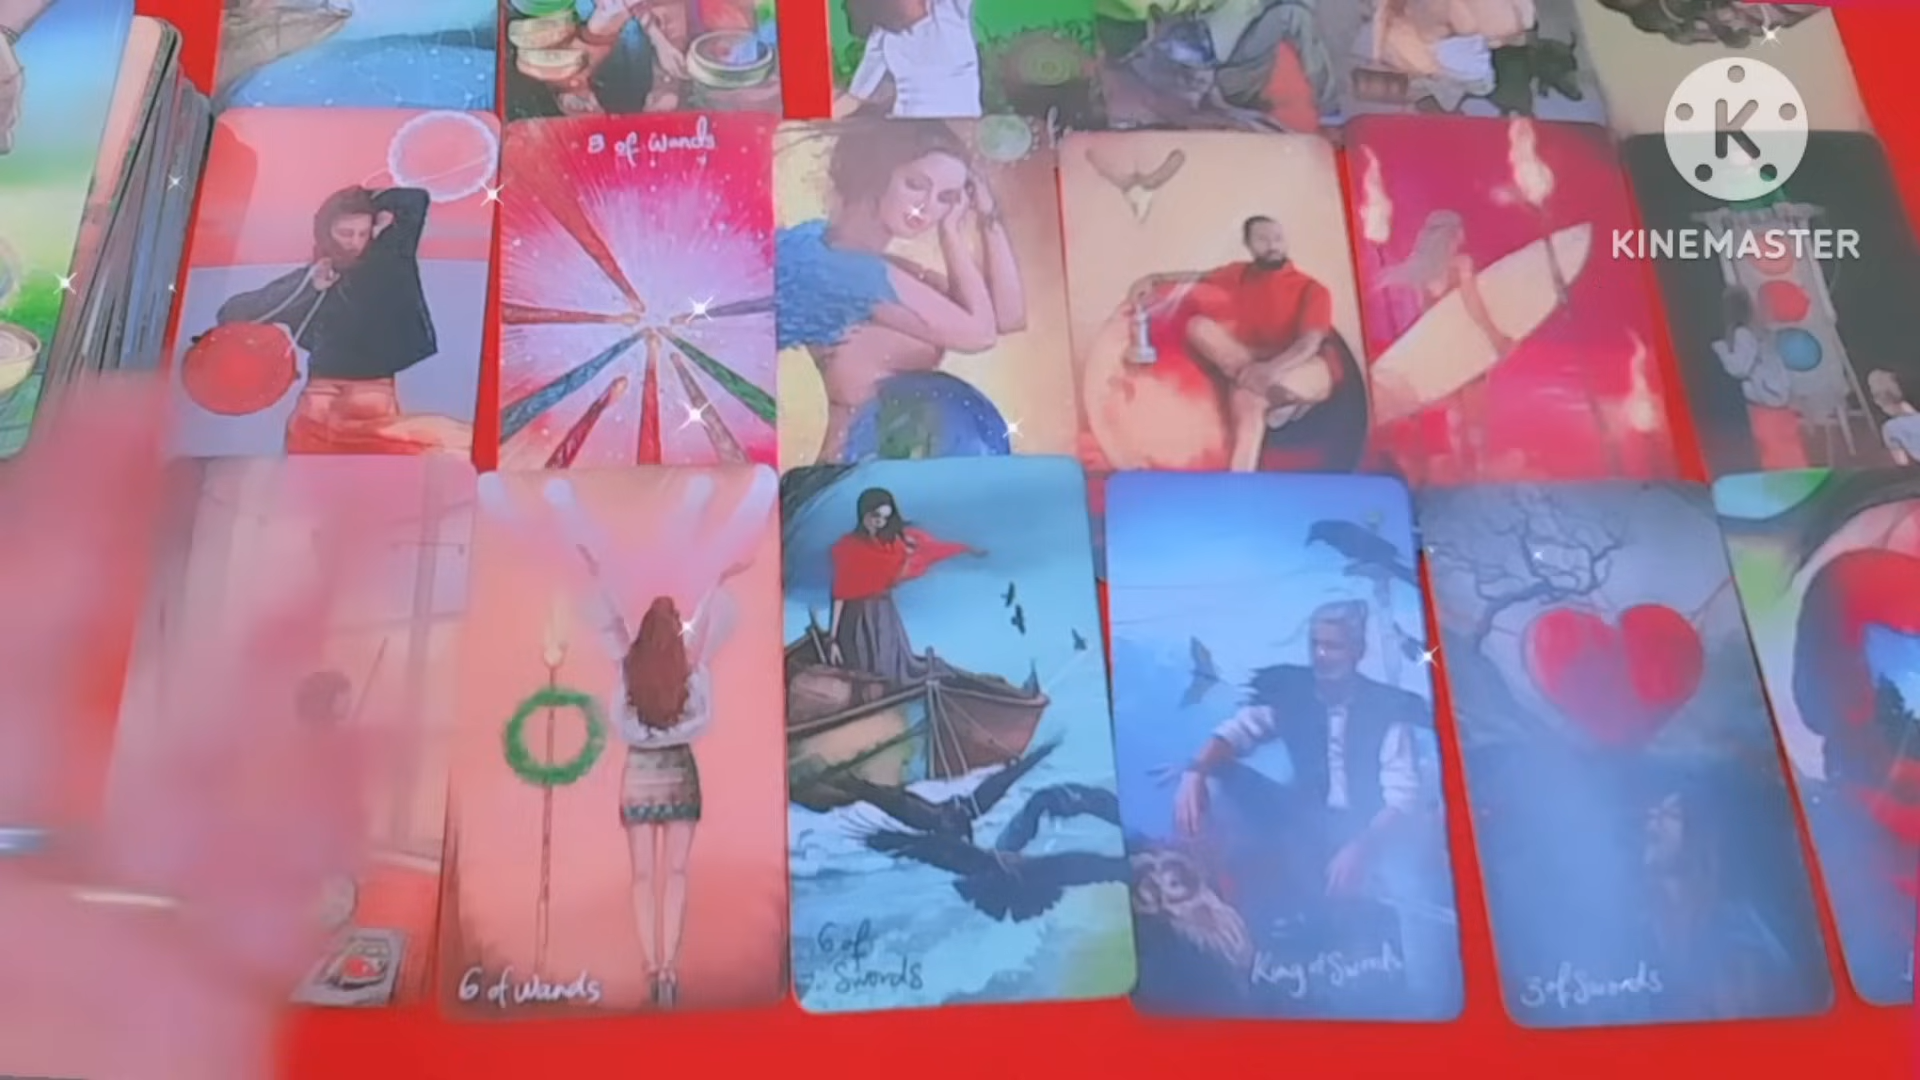 8 of Wands
K
KINEMASTER
6 of Wands
6 of
Swords
King of Swords
3 of Swords